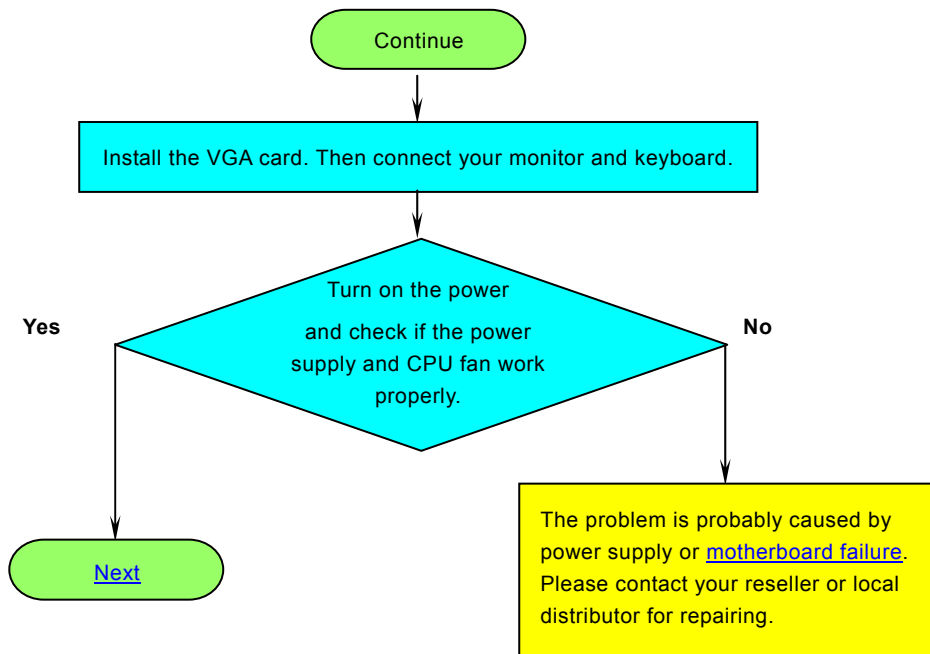 Continue
Install the VGA card. Then connect your monitor and keyboard.
Turn on the power
and check if the power
supply and CPU fan work
properly.
Yes
No
Next
The problem is probably caused by
power supply or motherboard failure.
Please contact your reseller or local
distributor for repairing.